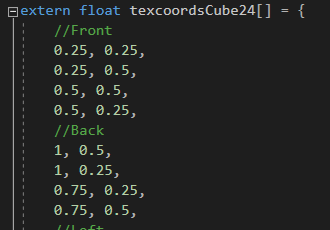 extern float texcoordsCube24[] = {
//Front
0.25, 0.25,
0.25, 0.5,
0.5, 0.5,
0.5, 0.25,
//Back
1, 0.5,
1, 0.25,
0.75, 0.25,
0.75, 0.5,
//Left